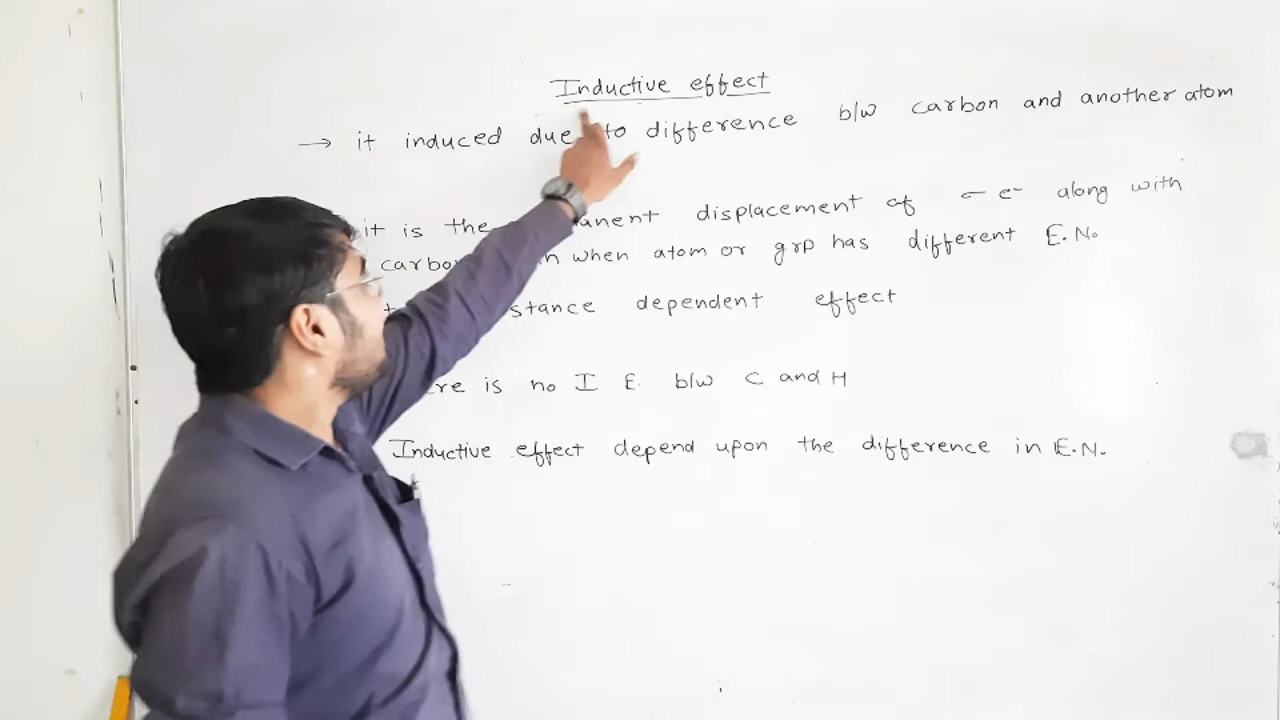 Inductive effect
→ it induced due to difference b/w carbon and another atom
it is the displacement of σ e⁻ along with
when atom or grp has different E.N.
dependent effect
is no I E. b/w C and H
Inductive effect depend upon the difference in E.N.